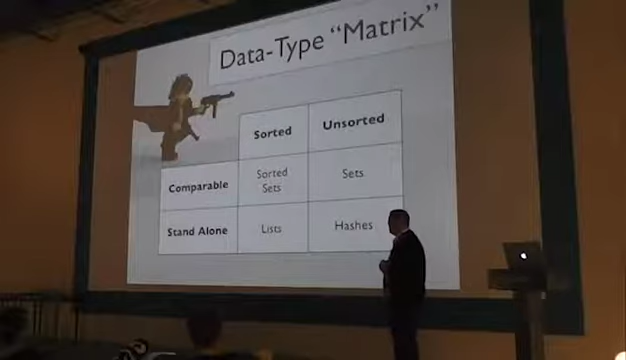 Data-Type “Matrix”
Sorted Unsorted
Comparable Sorted Sets Sets
Stand Alone Lists Hashes